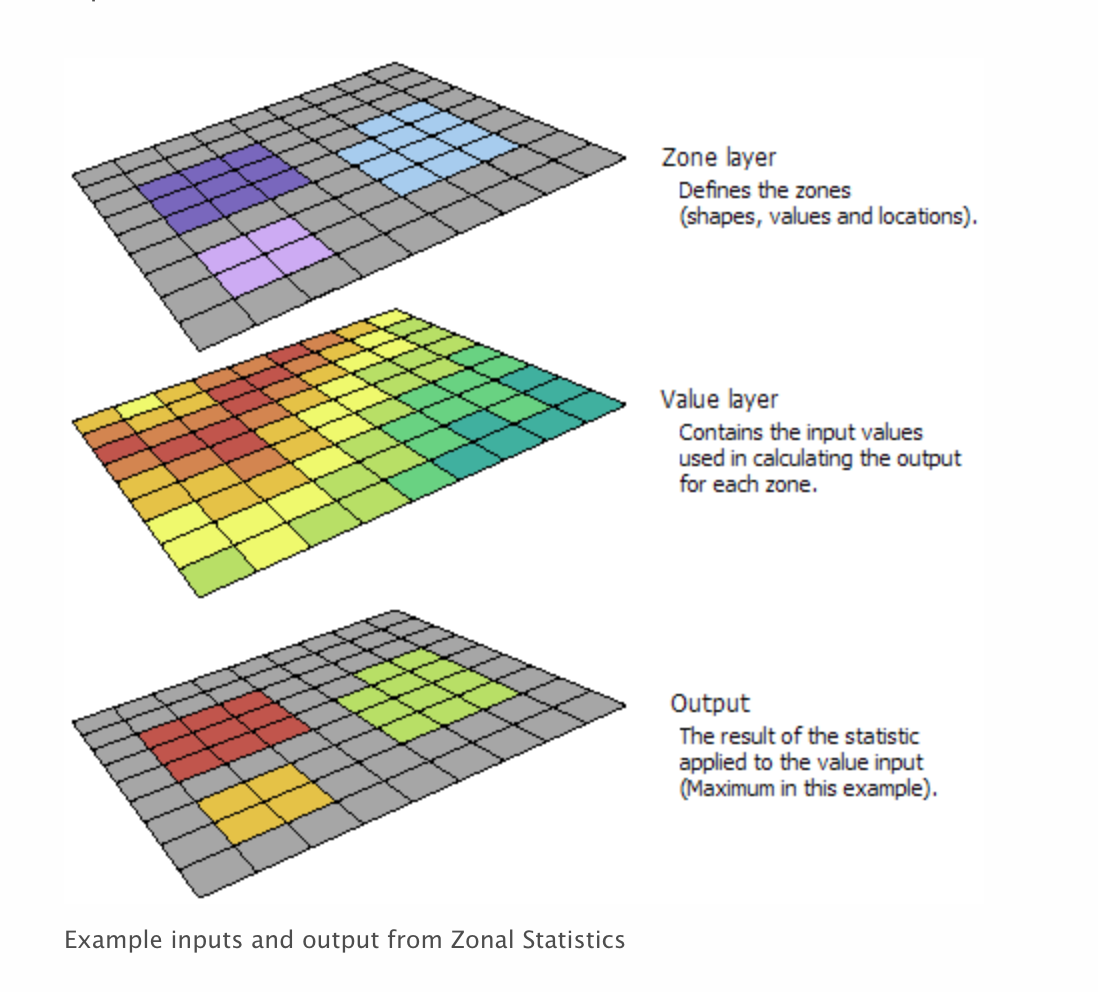 Zone layer
Defines the zones
(shapes, values and locations).
Value layer
Contains the input values
used in calculating the output
for each zone.
Output
The result of the statistic
applied to the value input
(Maximum in this example).
Example inputs and output from Zonal Statistics